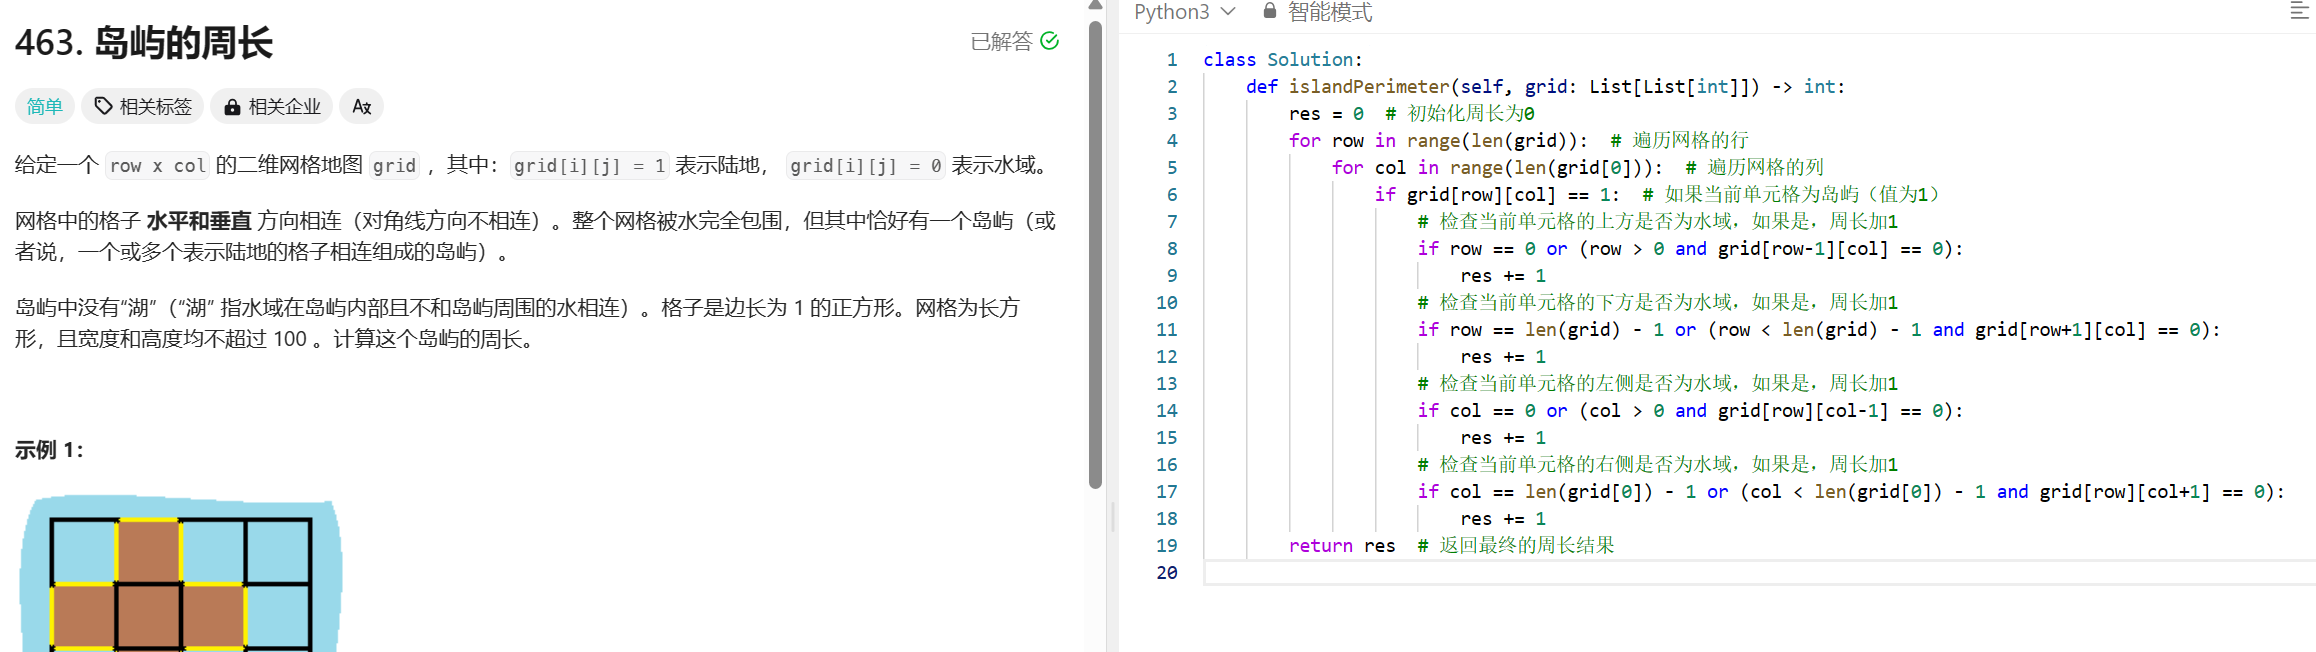 463. 岛屿的周长
已解答
简单 相关标签 相关企业
给定一个 row x col 的二维网格地图 grid ，其中：grid[i][j] = 1 表示陆地， grid[i][j] = 0 表示水域。
网格中的格子 水平和垂直 方向相连（对角线方向不相连）。整个网格被水完全包围，但其中恰好有一个岛屿（或
者说，一个或多个表示陆地的格子相连组成的岛屿）。
岛屿中没有“湖”（“湖” 指水域在岛屿内部且不和岛屿周围的水相连）。格子是边长为 1 的正方形。网格为长方
形，且宽度和高度均不超过 100 。计算这个岛屿的周长。
示例 1：
Python3 智能模式
1 class Solution:
2     def islandPerimeter(self, grid: List[List[int]]) -> int:
3         res = 0  # 初始化周长为0
4         for row in range(len(grid)):  # 遍历网格的行
5             for col in range(len(grid[0])):  # 遍历网格的列
6                 if grid[row][col] == 1:  # 如果当前单元格为岛屿（值为1）
7                     # 检查当前单元格的上方是否为水域，如果是，周长加1
8                     if row == 0 or (row > 0 and grid[row-1][col] == 0):
9                         res += 1
10                     # 检查当前单元格的下方是否为水域，如果是，周长加1
11                     if row == len(grid) - 1 or (row < len(grid) - 1 and grid[row+1][col] == 0):
12                         res += 1
13                     # 检查当前单元格的左侧是否为水域，如果是，周长加1
14                     if col == 0 or (col > 0 and grid[row][col-1] == 0):
15                         res += 1
16                     # 检查当前单元格的右侧是否为水域，如果是，周长加1
17                     if col == len(grid[0]) - 1 or (col < len(grid[0]) - 1 and grid[row][col+1] == 0):
18                         res += 1
19         return res  # 返回最终的周长结果
20